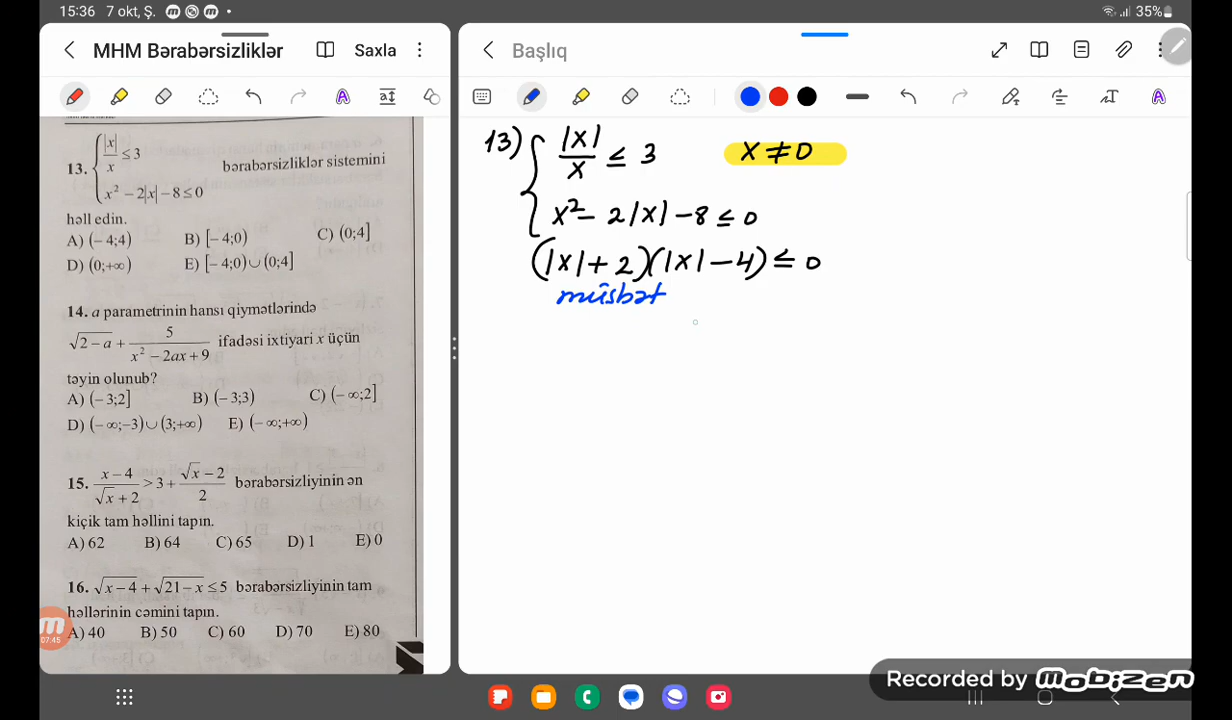 15:36 7 okt, Ş. 35%
MHM Bərabərsizliklər Saxla
Başlıq
13. { |x|/x ≤ 3
x² − 2|x| − 8 ≤ 0 bərabərsizliklər sistemini
həll edin.
A) (− 4;4) B) [− 4;0) C) (0;4]
D) (0;+∞) E) [− 4;0) ∪ (0;4]
14. a parametrinin hansı qiymətlərində
√2 − a + 5/(x² − 2ax + 9) ifadəsi ixtiyari x üçün
təyin olunub?
A) (− 3;2] B) (− 3;3) C) (− ∞;2]
D) (− ∞;−3) ∪ (3;+∞) E) (− ∞;+∞)
15. (x − 4)/(√x + 2) > 3 + (√x − 2)/2 bərabərsizliyinin ən
kiçik tam həllini tapın.
A) 62 B) 64 C) 65 D) 1 E) 0
16. √x − 4 + √21 − x ≤ 5 bərabərsizliyinin tam
həllərinin cəmini tapın.
A) 40 B) 50 C) 60 D) 70 E) 80
07:45
13) { |x|/x ≤ 3 x ≠ 0
x² − 2|x| − 8 ≤ 0
(|x| + 2)(|x| − 4) ≤ 0
müsbət
Recorded by mobizen